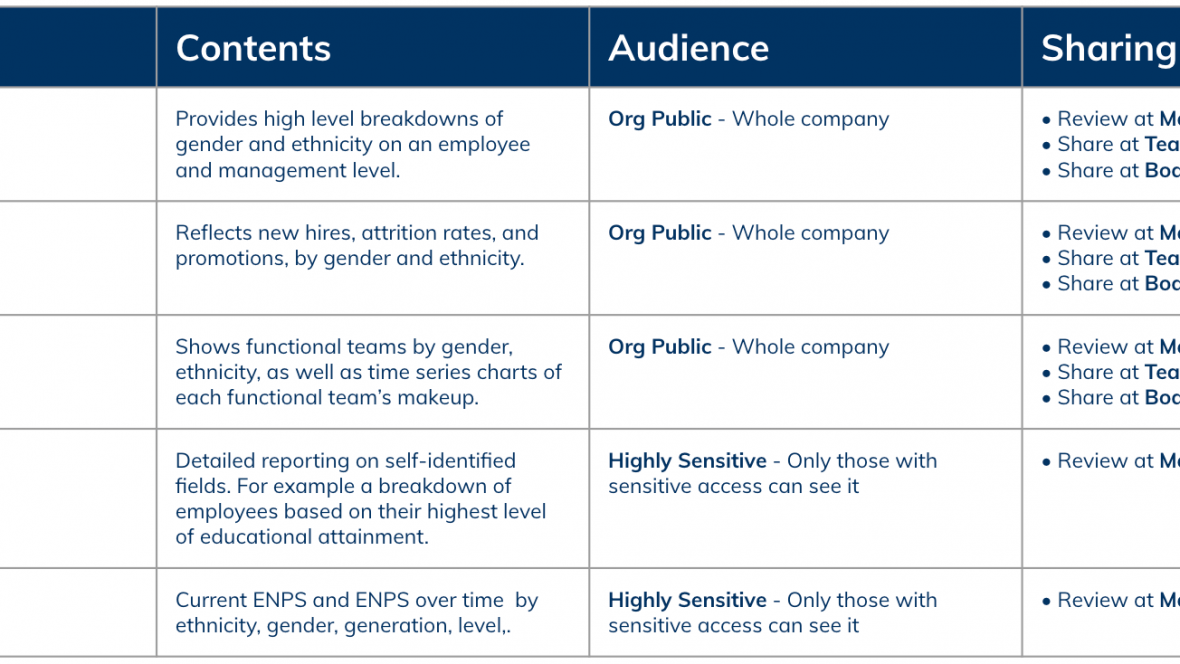 Contents
Audience
Sharing
Provides high level breakdowns of
gender and ethnicity on an employee
and management level.
Org Public - Whole company
• Review at
• Share at
• Share at
Reflects new hires, attrition rates, and
promotions, by gender and ethnicity.
Org Public - Whole company
• Review at
• Share at
• Share at
Shows functional teams by gender,
ethnicity, as well as time series charts of
each functional team’s makeup.
Org Public - Whole company
• Review at
• Share at
• Share at
Detailed reporting on self-identified
fields. For example a breakdown of
employees based on their highest level
of educational attainment.
Highly Sensitive - Only those with
sensitive access can see it
• Review at
Current ENPS and ENPS over time  by
ethnicity, gender, generation, level,.
Highly Sensitive - Only those with
sensitive access can see it
• Review at